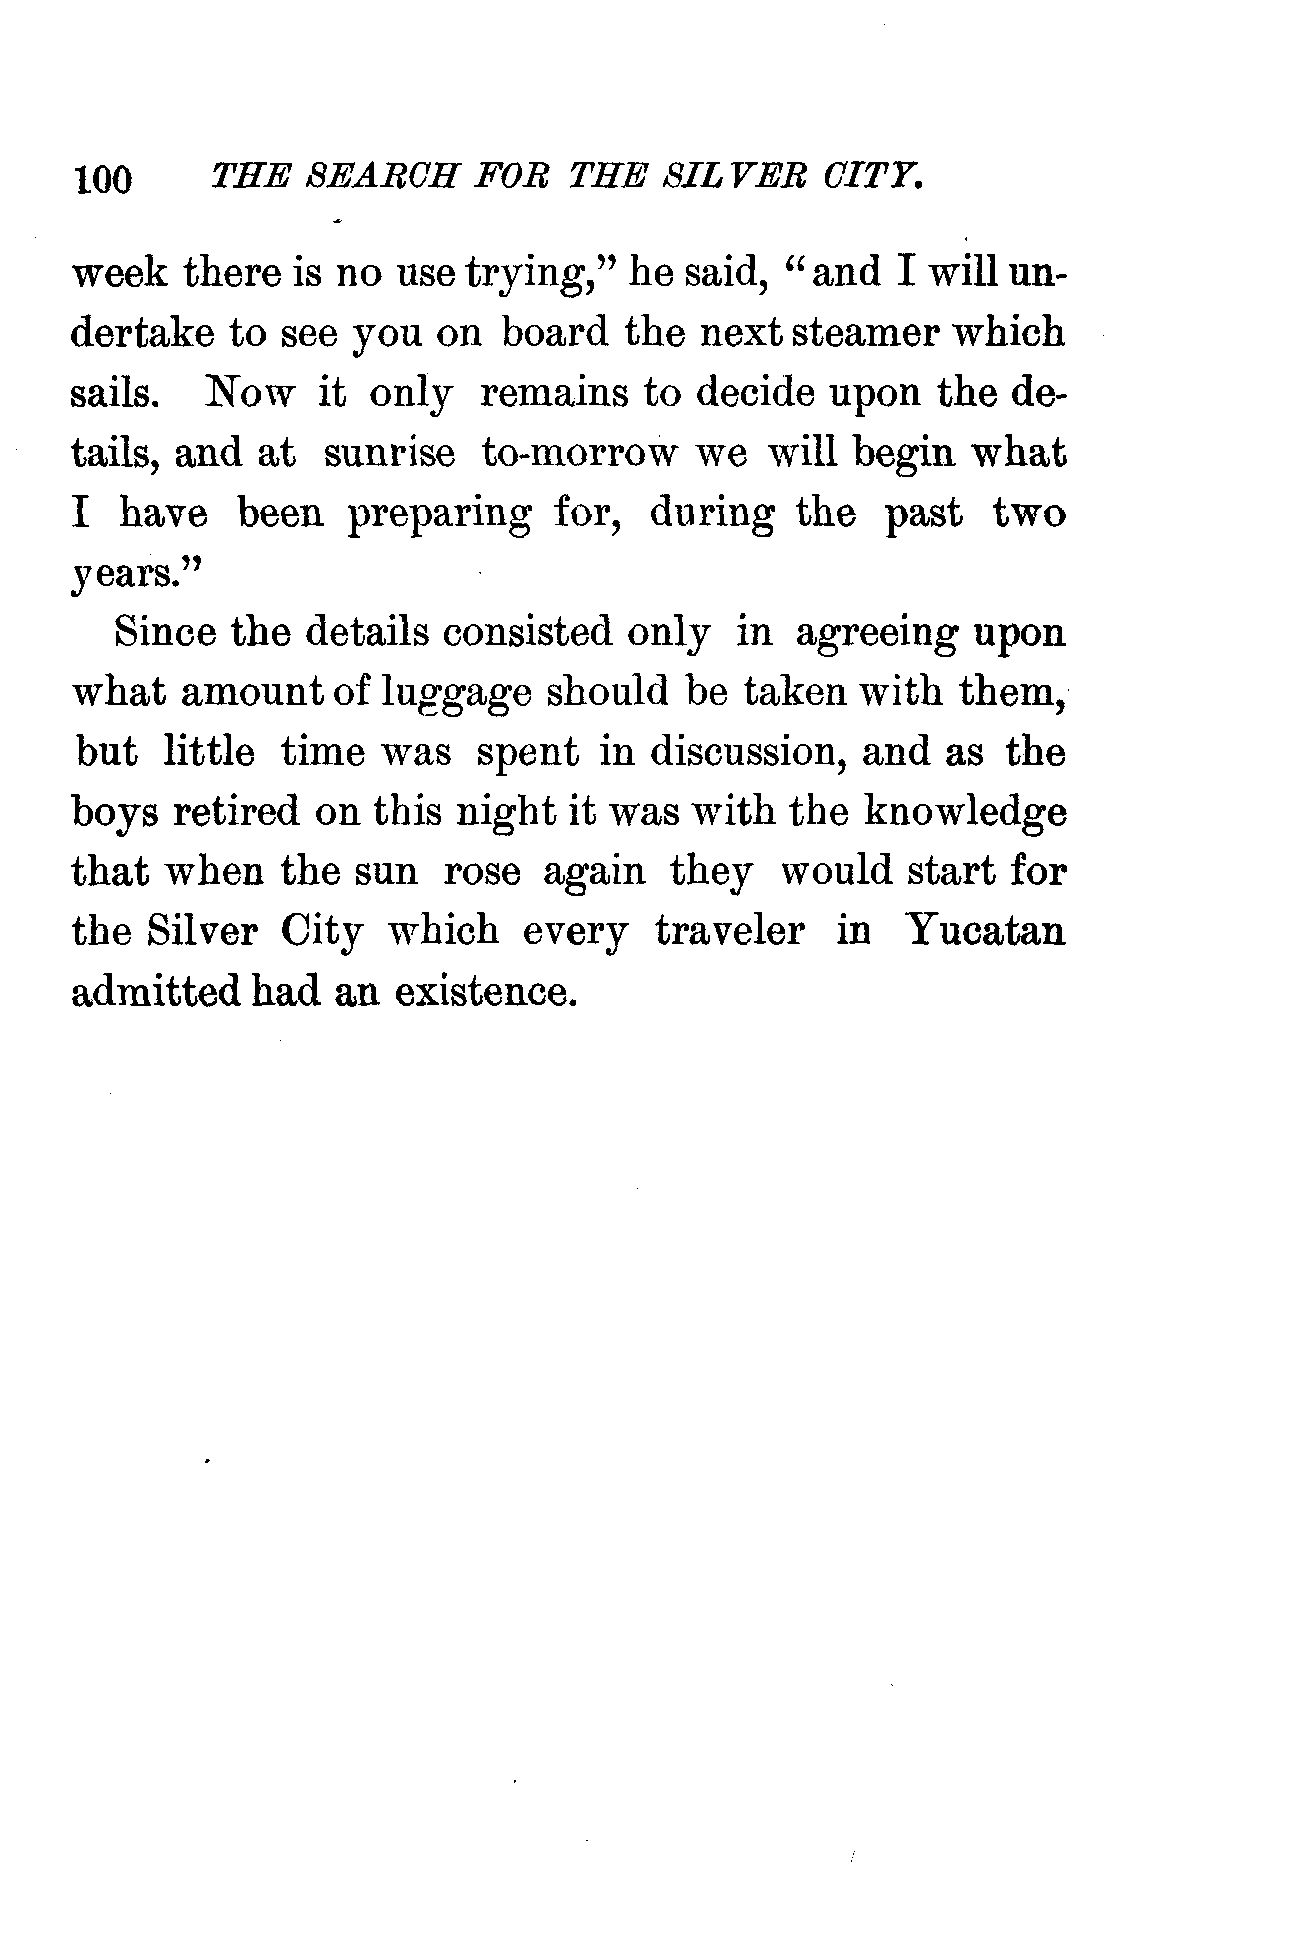 100 THE SEARCH FOR THE SILVER CITY.
week there is no use trying,” he said, “and I will un-
dertake to see you on board the next steamer which
sails. Now it only remains to decide upon the de-
tails, and at sunrise to-morrow we will begin what
I have been preparing for, during the past two
years.”
Since the details consisted only in agreeing upon
what amount of luggage should be taken with them,
but little time was spent in discussion, and as the
boys retired on this night it was with the knowledge
that when the sun rose again they would start for
the Silver City which every traveler in Yucatan
admitted had an existence.